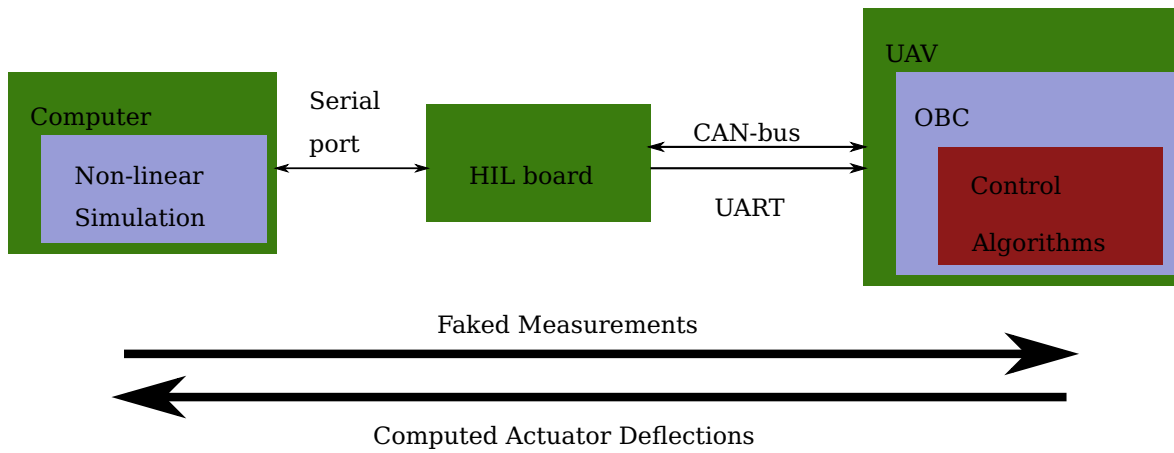 Computer
Non-linear
Simulation
Serial
port
HIL board
CAN-bus
UART
UAV
OBC
Control
Algorithms
Faked Measurements
Computed Actuator Deflections